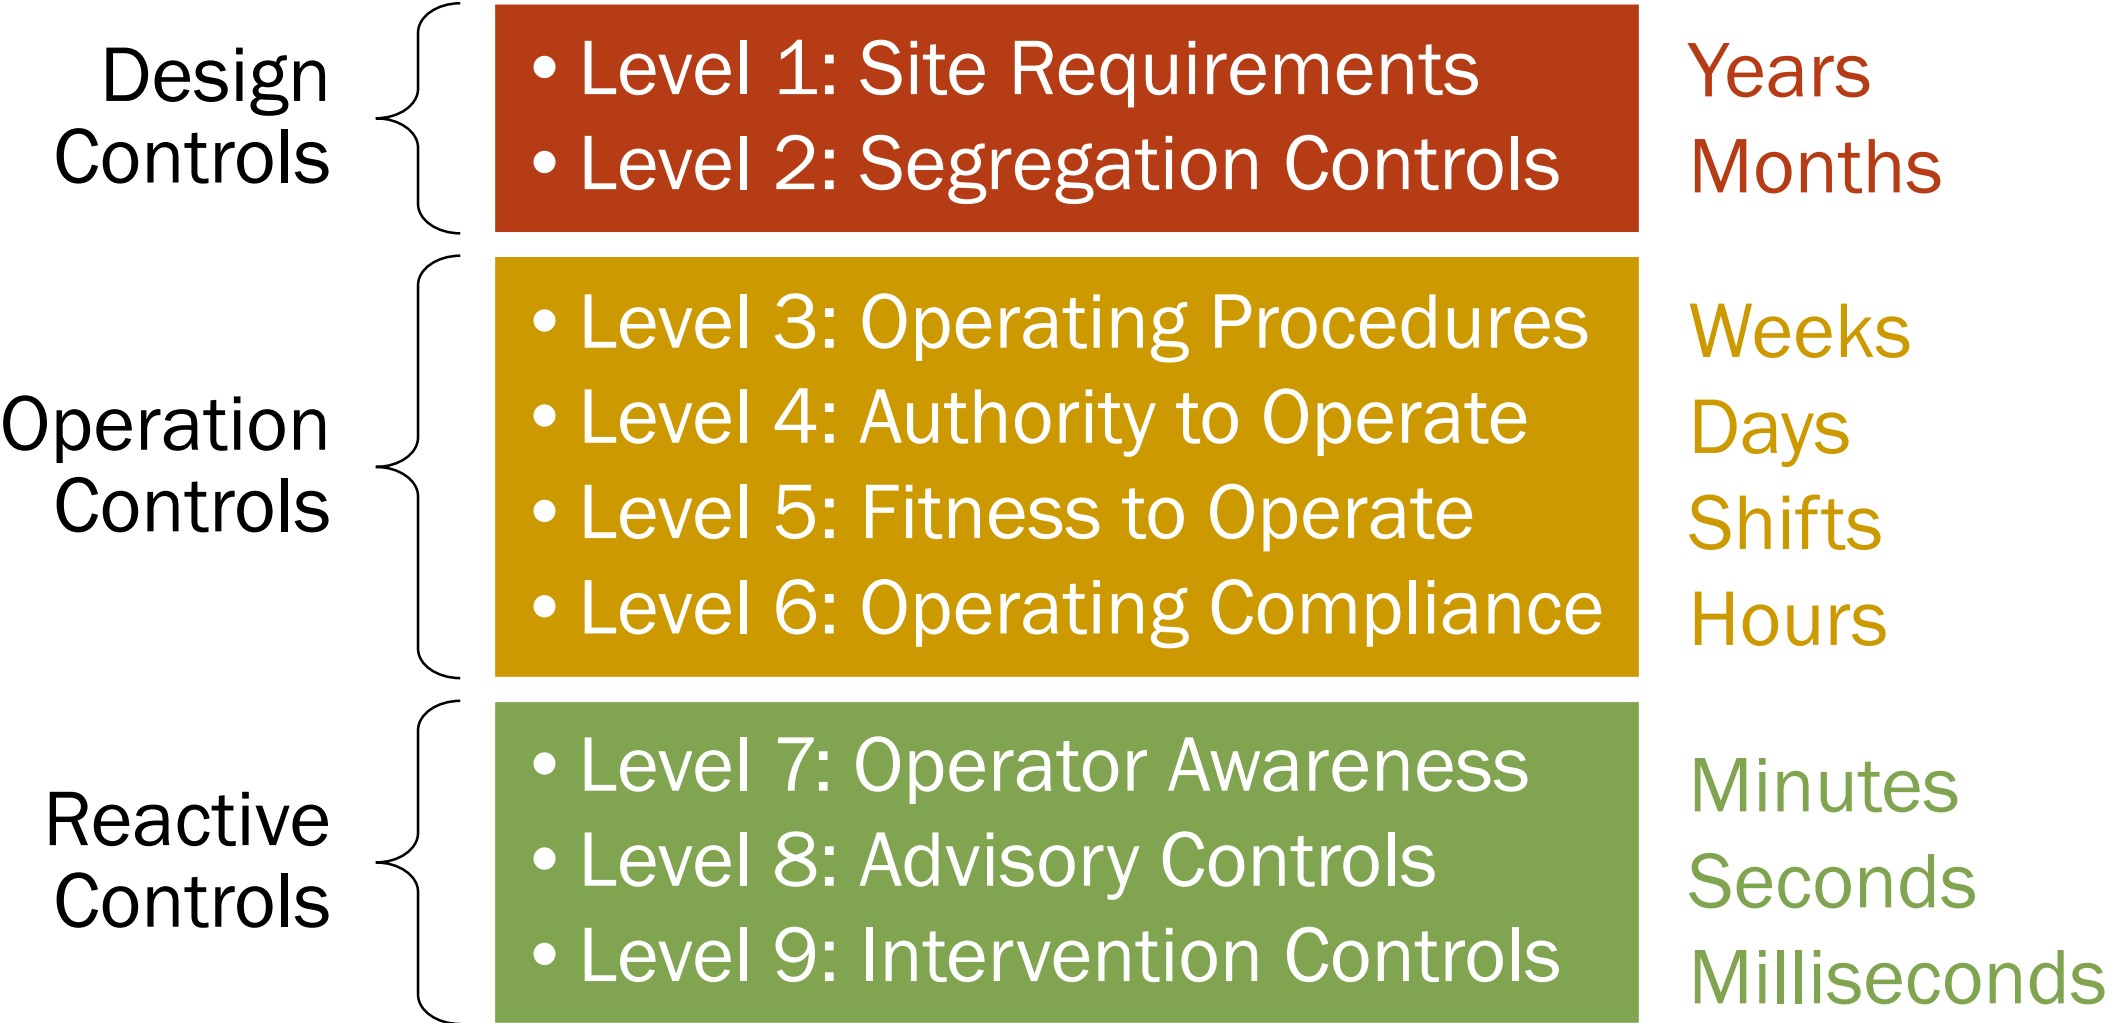 Design
Controls
• Level 1: Site Requirements
Years
• Level 2: Segregation Controls
Months
Operation
Controls
• Level 3: Operating Procedures
Weeks
• Level 4: Authority to Operate
Days
• Level 5: Fitness to Operate
Shifts
• Level 6: Operating Compliance
Hours
Reactive
Controls
• Level 7: Operator Awareness
Minutes
• Level 8: Advisory Controls
Seconds
• Level 9: Intervention Controls
Milliseconds